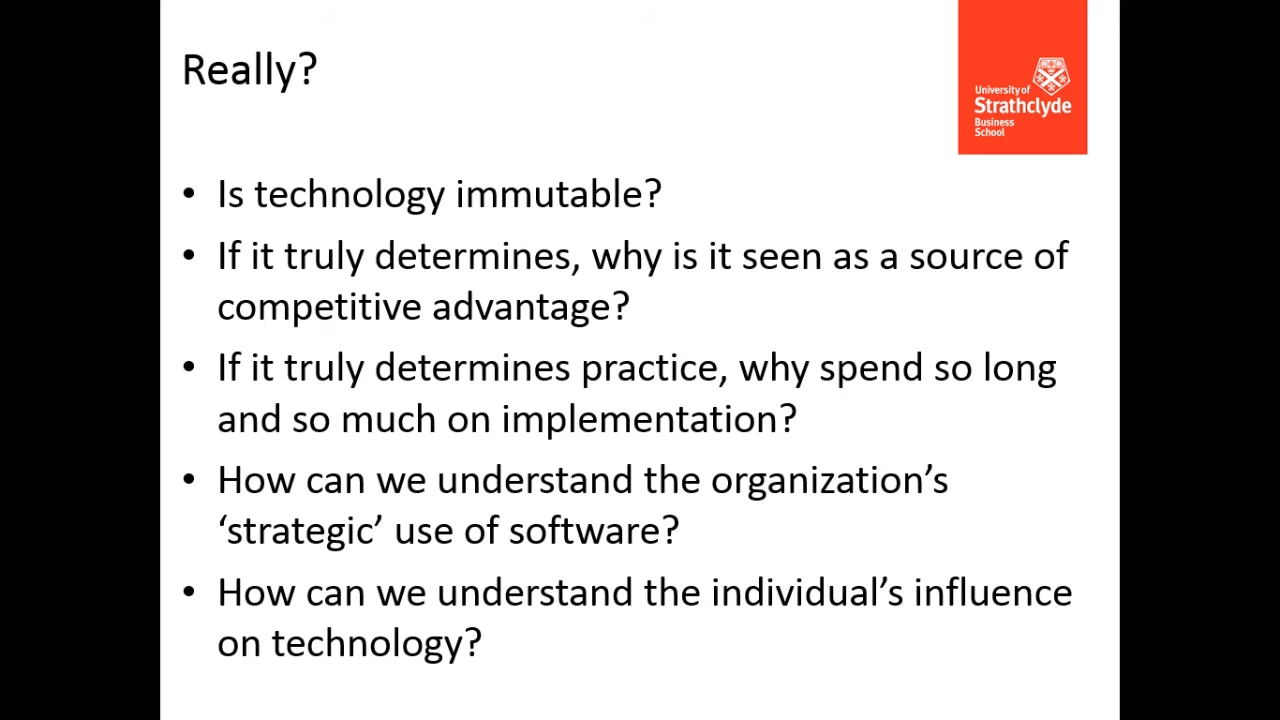 Really?
University of
Strathclyde
Business
School
• Is technology immutable?
• If it truly determines, why is it seen as a source of
competitive advantage?
• If it truly determines practice, why spend so long
and so much on implementation?
• How can we understand the organization’s
‘strategic’ use of software?
• How can we understand the individual’s influence
on technology?